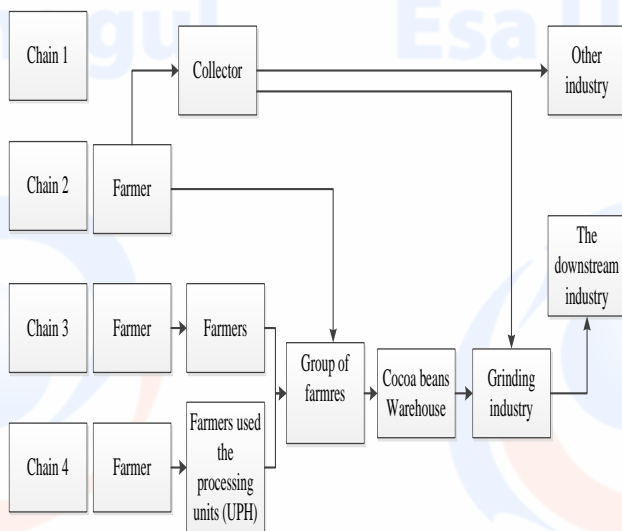 Chain 1
Collector
Other
industry
Chain 2
Farmer
The
downstream
industry
Chain 3
Farmer
Farmers
Group of
farmres
Cocoa beans
Warehouse
Grinding
industry
Chain 4
Farmer
Farmers used
the
processing
units (UPH)